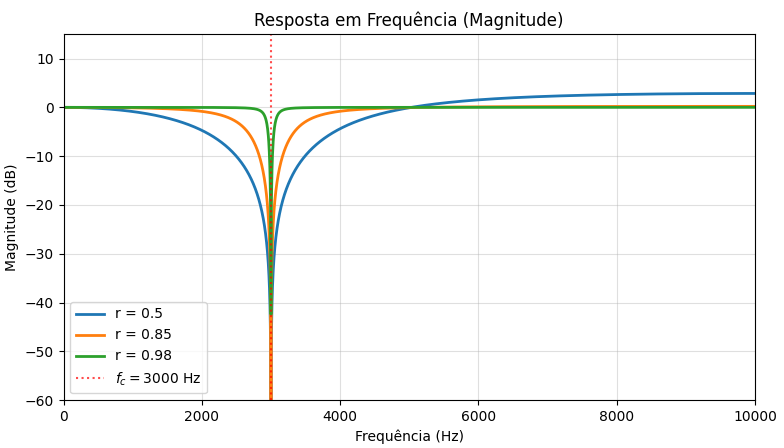 Resposta em Frequência (Magnitude)
Magnitude (dB)
10
0
−10
−20
−30
−40
−50
−60
r = 0.5
r = 0.85
r = 0.98
f_c = 3000 Hz
0 2000 4000 6000 8000 10000
Frequência (Hz)